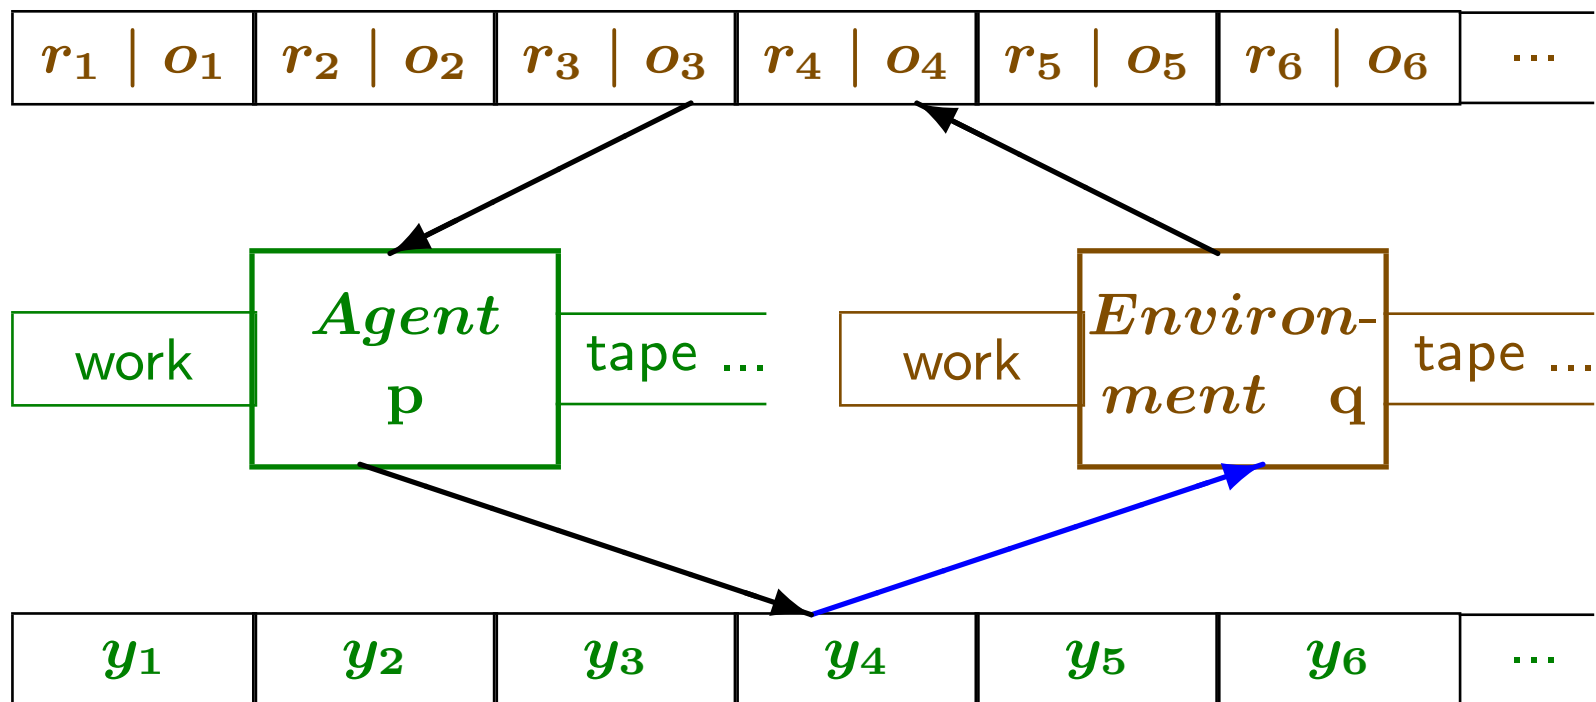 r₁ | o₁ r₂ | o₂ r₃ | o₃ r₄ | o₄ r₅ | o₅ r₆ | o₆ ...
work
Agent
p
tape ...
work
Environ-
ment q
tape ...
y₁ y₂ y₃ y₄ y₅ y₆ ...